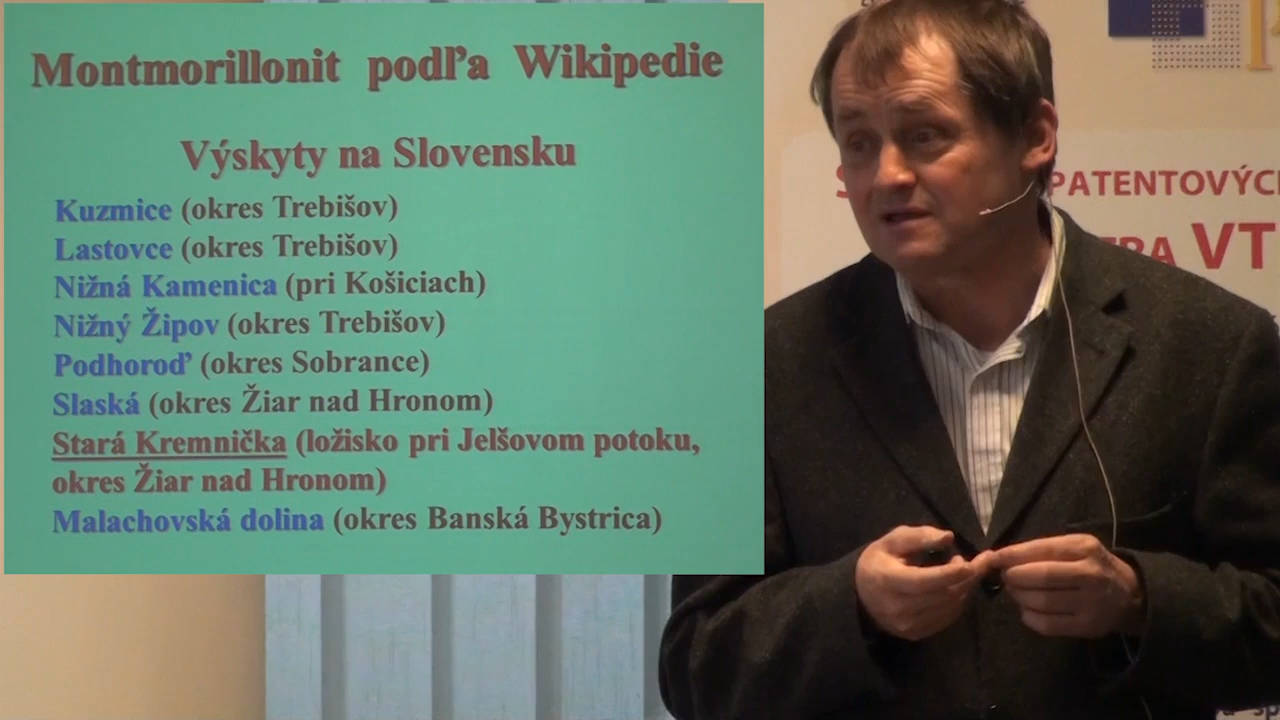 Montmorillonit podľa Wikipedie
Výskyty na Slovensku
Kuzmice (okres Trebišov)
Lastovce (okres Trebišov)
Nižná Kamenica (pri Košiciach)
Nižný Žipov (okres Trebišov)
Podhoroď (okres Sobrance)
Slaská (okres Žiar nad Hronom)
Stará Kremnička (ložisko pri Jelšovom potoku,
okres Žiar nad Hronom)
Malachovská dolina (okres Banská Bystrica)
PATENTOVÝC
VT